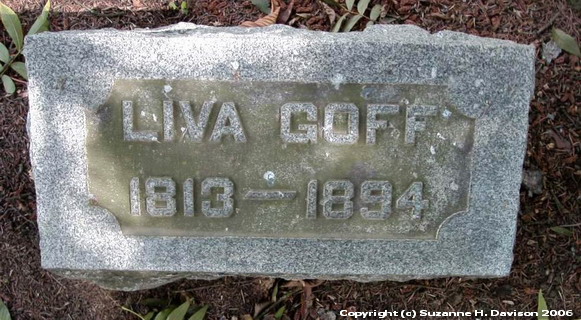 LIVA GOFF
1813—1894
Copyright (c) Suzanne H. Davison 2006